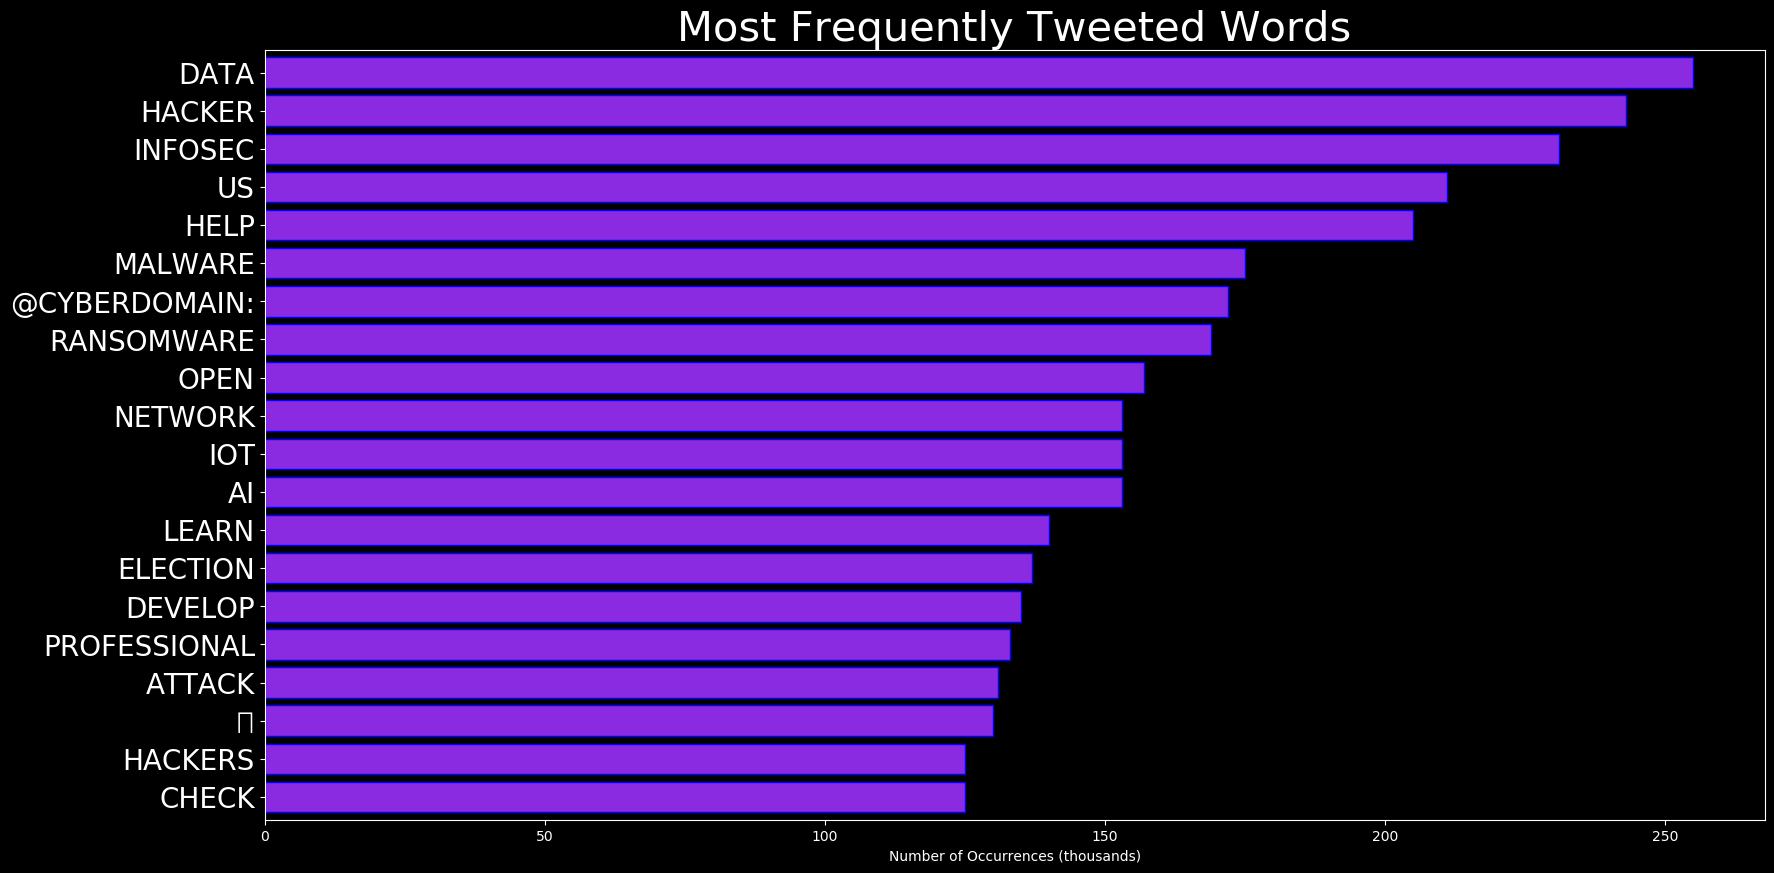 Most Frequently Tweeted Words
DATA
HACKER
INFOSEC
US
HELP
MALWARE
@CYBERDOMAIN:
RANSOMWARE
OPEN
NETWORK
IOT
AI
LEARN
ELECTION
DEVELOP
PROFESSIONAL
ATTACK
HACKERS
CHECK
0 50 100 150 200 250
Number of Occurrences (thousands)